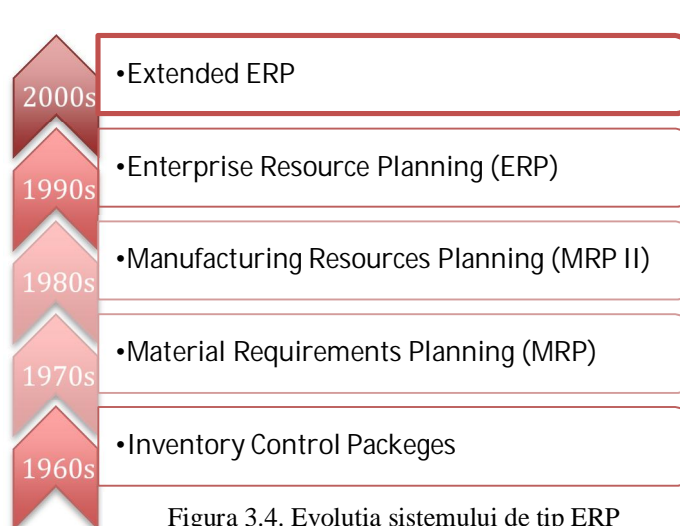 2000s
•Extended ERP
1990s
•Enterprise Resource Planning (ERP)
1980s
•Manufacturing Resources Planning (MRP II)
1970s
•Material Requirements Planning (MRP)
1960s
•Inventory Control Packeges
Figura 3.4. Evolutia sistemului de tip ERP